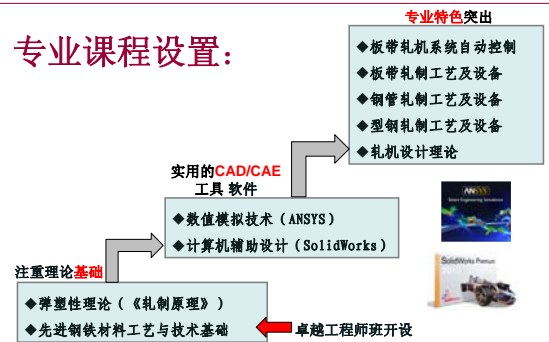 专业课程设置：
专业特色突出
◆板带轧机系统自动控制
◆板带轧制工艺及设备
◆钢管轧制工艺及设备
◆型钢轧制工艺及设备
◆轧机设计理论
实用的CAD/CAE
工具 软件
◆数值模拟技术（ANSYS）
◆计算机辅助设计（SolidWorks）
ANSYS
SolidWorks Premium
注重理论基础
◆弹塑性理论（《轧制原理》）
◆先进钢铁材料工艺与技术基础
卓越工程师班开设